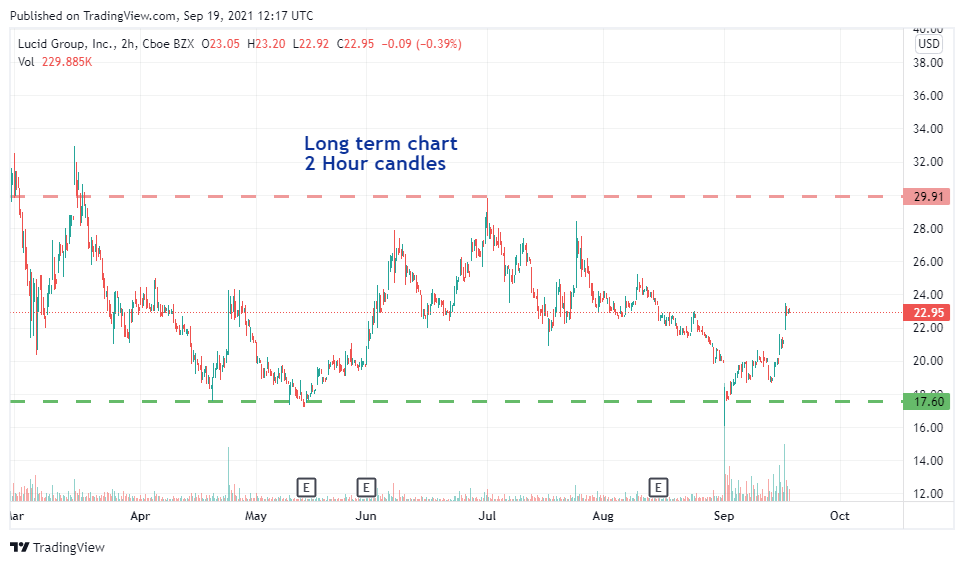 Published on TradingView.com, Sep 19, 2021 12:17 UTC
Lucid Group, Inc., 2h, Cboe BZX O23.05 H23.20 L22.92 C22.95 −0.09 (−0.39%)
Vol 229.885K
Long term chart
2 Hour candles
40.00
USD
38.00
36.00
34.00
32.00
29.91
28.00
26.00
24.00
22.95
22.00
20.00
18.00
17.60
16.00
14.00
12.00
E E E
Mar Apr May Jun Jul Aug Sep Oct
TradingView